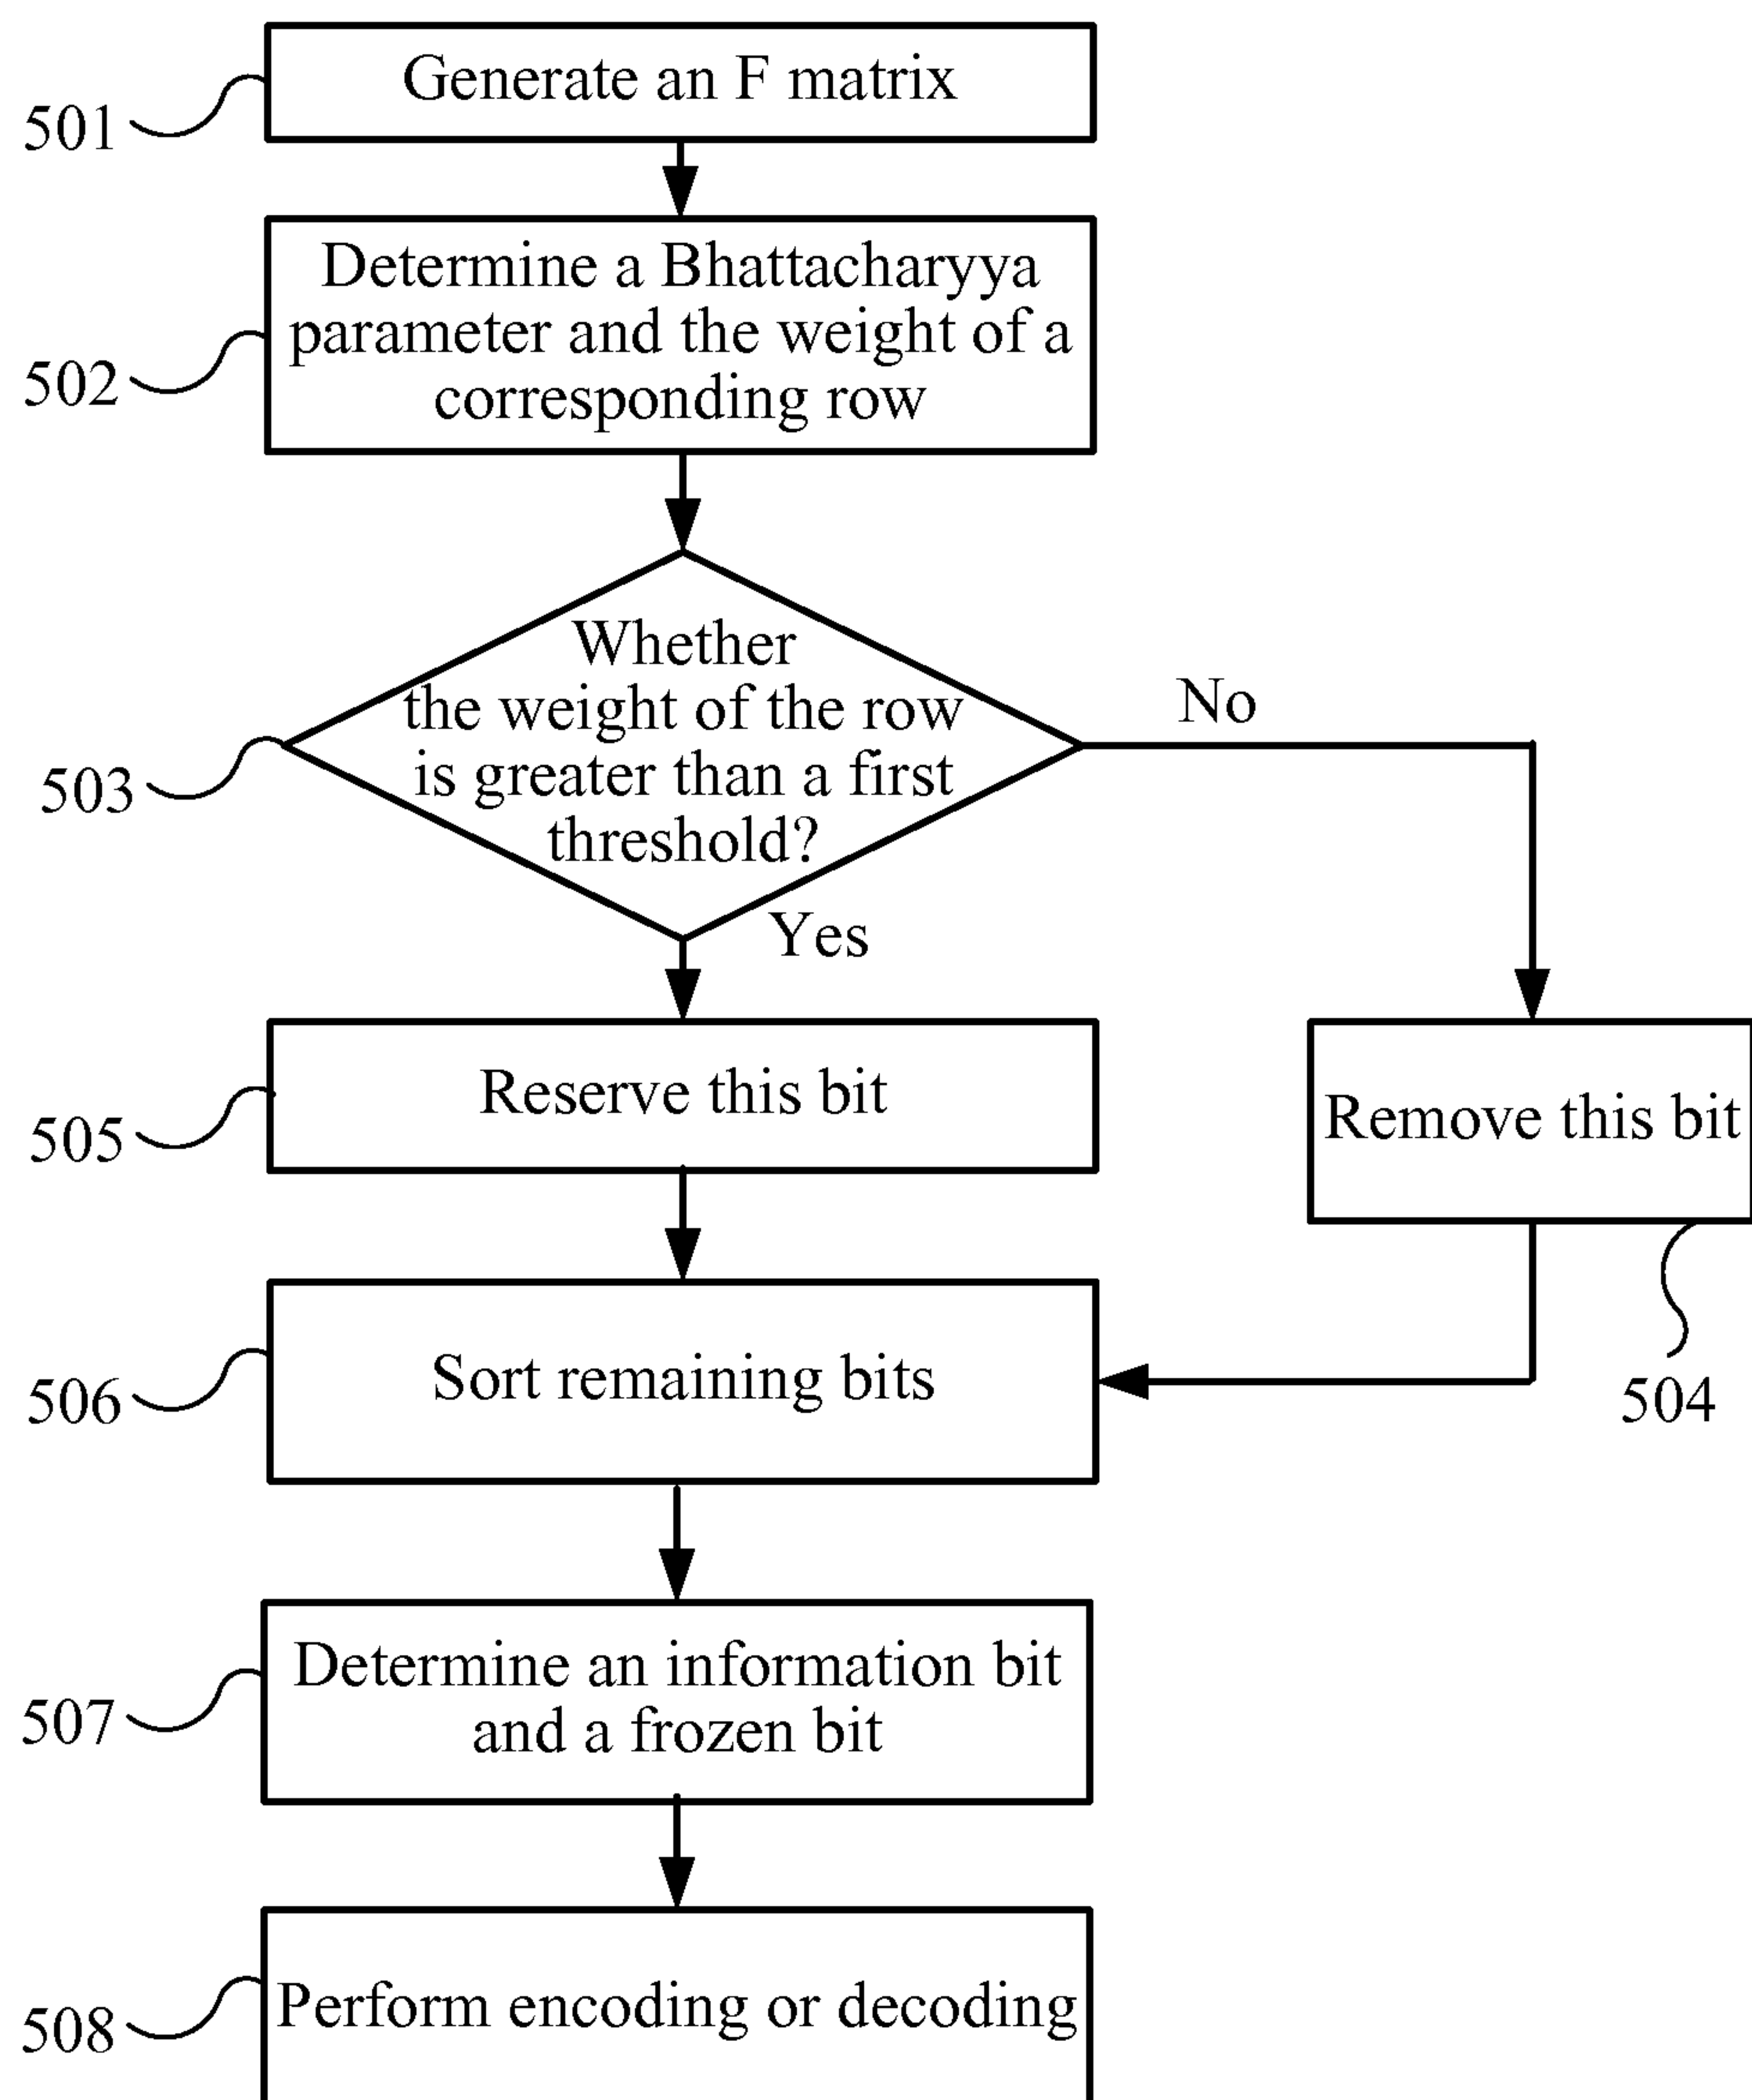 Generate an F matrix
501
Determine a Bhattacharyya
parameter and the weight of a
corresponding row
502
Whether
the weight of the row
is greater than a first
threshold?
503
No
Yes
Reserve this bit
505
Remove this bit
504
Sort remaining bits
506
Determine an information bit
and a frozen bit
507
Perform encoding or decoding
508